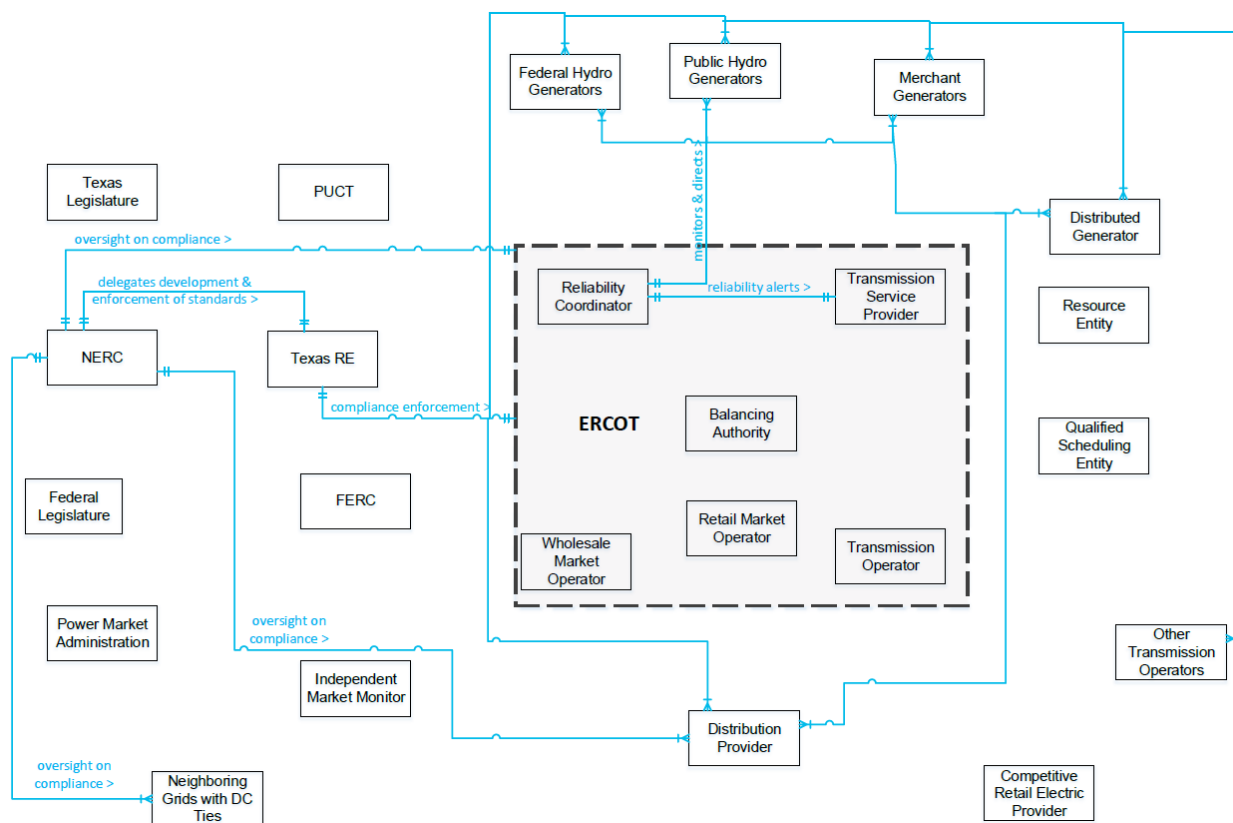 Federal Hydro
Generators
Public Hydro
Generators
Merchant
Generators
Texas
Legislature
PUCT
monitors & directs >
Distributed
Generator
oversight on compliance >
delegates development &
enforcement of standards >
Reliability
Coordinator
reliability alerts >
Transmission
Service
Provider
Resource
Entity
NERC
Texas RE
compliance enforcement >
ERCOT
Balancing
Authority
Qualified
Scheduling
Entity
Federal
Legislature
FERC
Retail Market
Operator
Wholesale
Market
Operator
Transmission
Operator
Power Market
Administration
oversight on
compliance >
Independent
Market Monitor
Other
Transmission
Operators
Distribution
Provider
oversight on
compliance >
Neighboring
Grids with DC
Ties
Competitive
Retail Electric
Provider